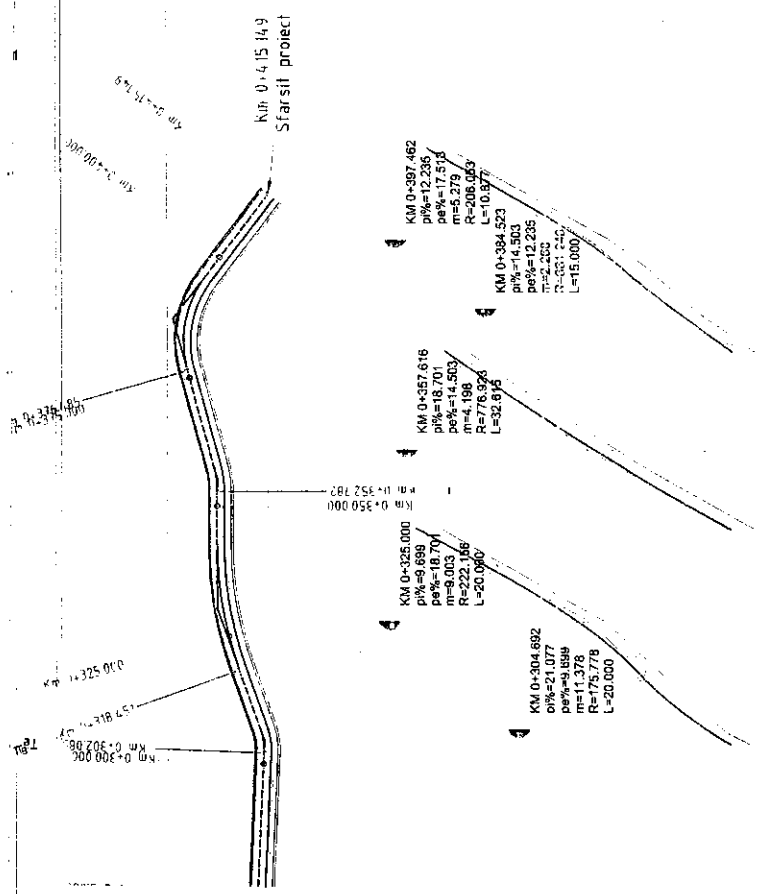 Km 0+415.149
Sfarsit proiect
Km 0+415.149
Km 0+400.000
Km 0+352.787
Km 0+350.000
Km 0+300.000
KM 0+397.462
pi%=12.235
pe%=17.513
m=5.279
R=206.053
L=10.877
KM 0+384.523
pi%=14.503
pe%=12.235
L=15.000
KM 0+357.616
pi%=18.701
pe%=14.503
m=4.198
R=776.923
L=32.615
KM 0+325.000
pi%=9.699
pe%=18.701
m=9.003
R=222.156
L=20.000
KM 0+304.692
pi%=21.077
pe%=9.699
m=11.378
R=175.778
L=20.000